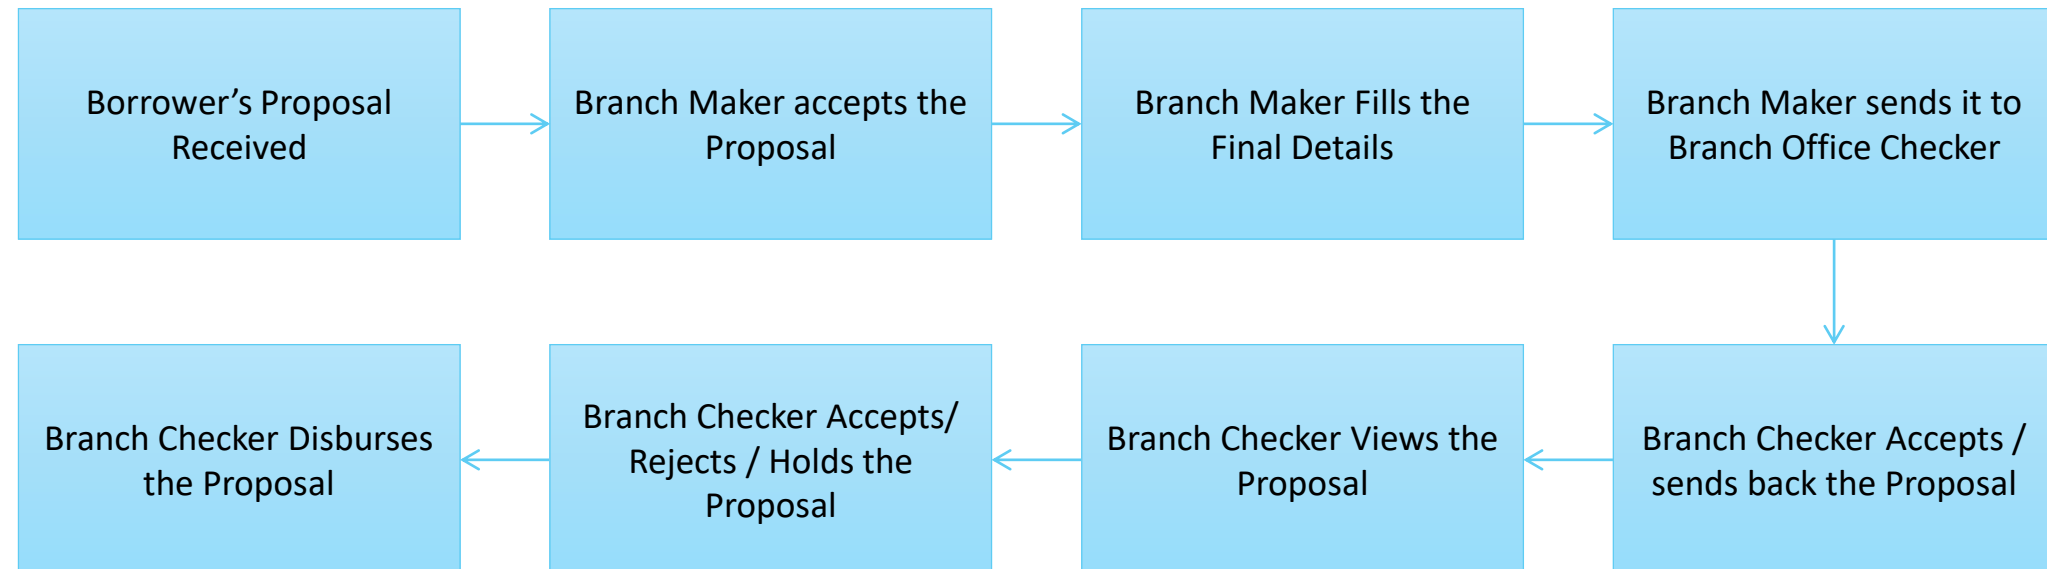 Borrower’s Proposal
Received
Branch Maker accepts the
Proposal
Branch Maker Fills the
Final Details
Branch Maker sends it to
Branch Office Checker
Branch Checker Accepts /
sends back the Proposal
Branch Checker Views the
Proposal
Branch Checker Accepts/
Rejects / Holds the
Proposal
Branch Checker Disburses
the Proposal